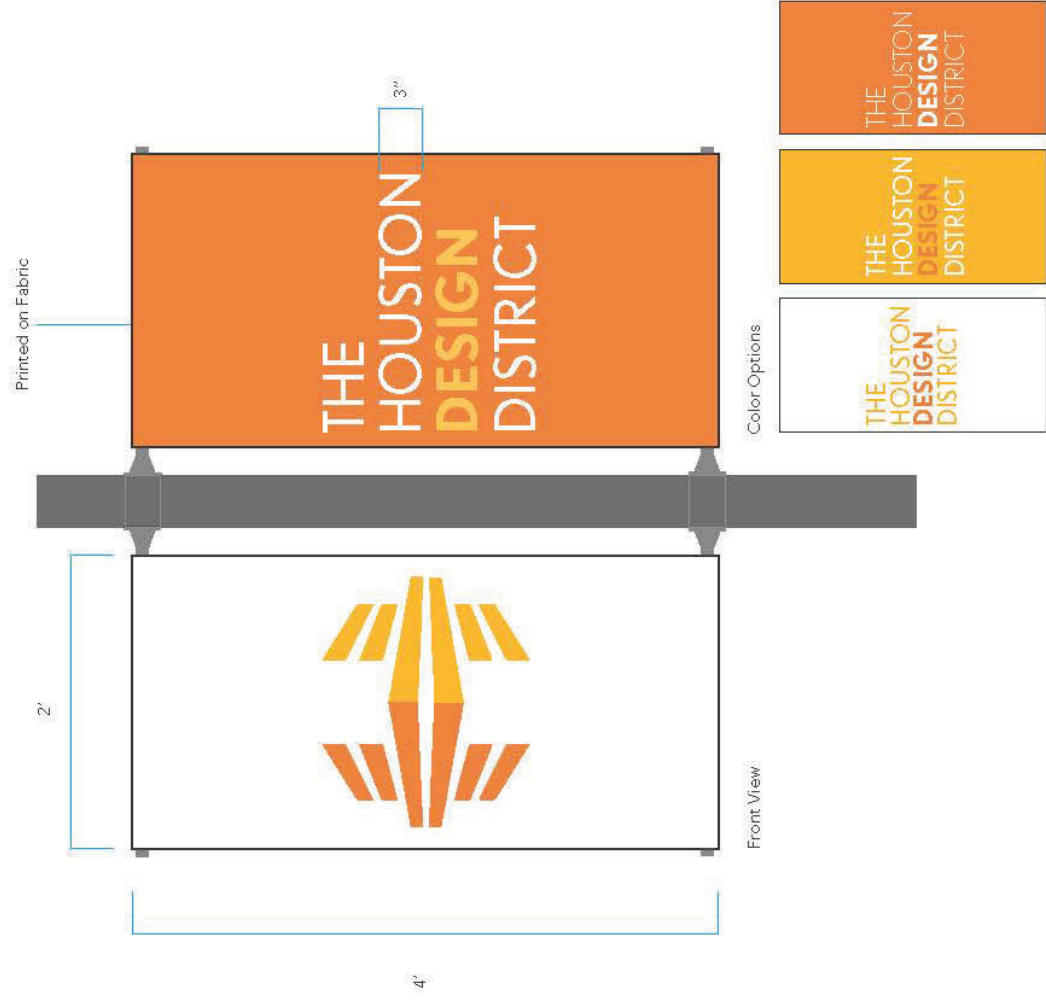 Printed on Fabric
2’
4’
3”
THE
HOUSTON
DESIGN
DISTRICT
Front View
Color Options
THE
HOUSTON
DESIGN
DISTRICT
THE
HOUSTON
DESIGN
DISTRICT
THE
HOUSTON
DESIGN
DISTRICT